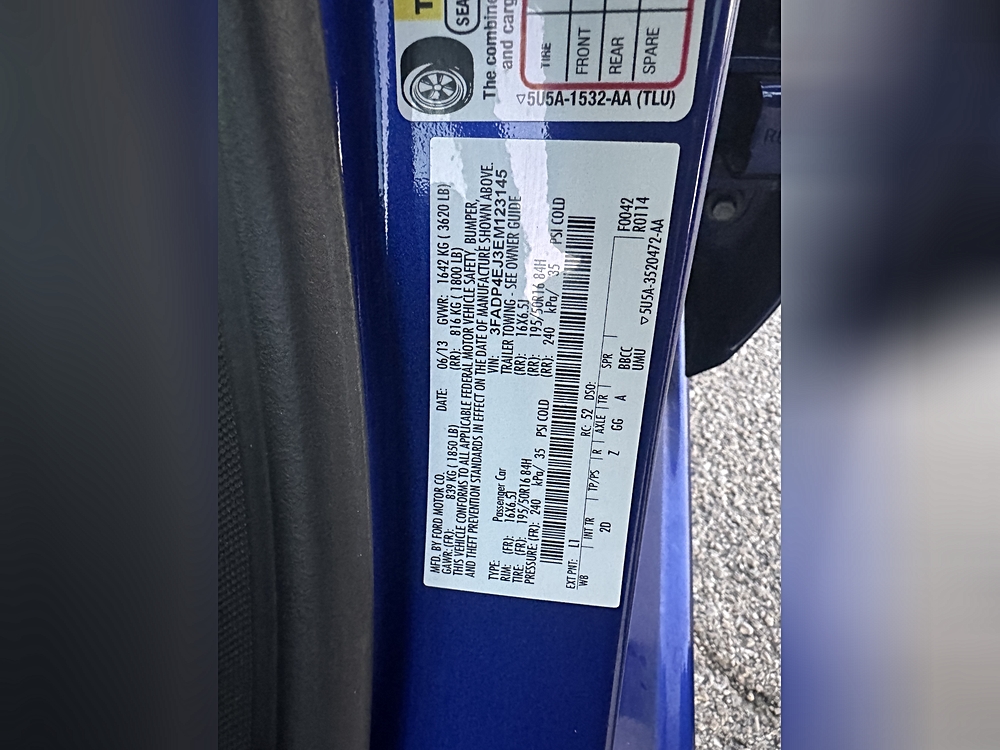 SEA
The combine
and carg
TIRE
FRONT
REAR
SPARE
▽5U5A-1532-AA (TLU)
MFD. BY FORD MOTOR CO. DATE: 06/13 GVWR: 1642 KG ( 3620 LB)
GAWR: (FR): 839 KG ( 1850 LB) (RR): 816 KG ( 1800 LB)
THIS VEHICLE CONFORMS TO ALL APPLICABLE FEDERAL MOTOR VEHICLE SAFETY, BUMPER,
AND THEFT PREVENTION STANDARDS IN EFFECT ON THE DATE OF MANUFACTURE SHOWN ABOVE.
VIN: 3FADP4EJ3EM123145
TYPE: Passenger Car TRAILER TOWING - SEE OWNER GUIDE
RIM: (FR): 16X6.5J (RR): 16X6.5J
TIRE: (FR): 195/50R16 84H (RR): 195/50R16 84H
PRESSURE: (FR): 240 kPa/ 35 PSI COLD (RR): 240 kPa/ 35 PSI COLD
EXT PNT: L1 RC: 52 DSO: F0042
WB INT TR TP/PS R AXLE TR SPR R0114
2D Z GG A BBCC
UMU
▽5U5A-3520472-AA